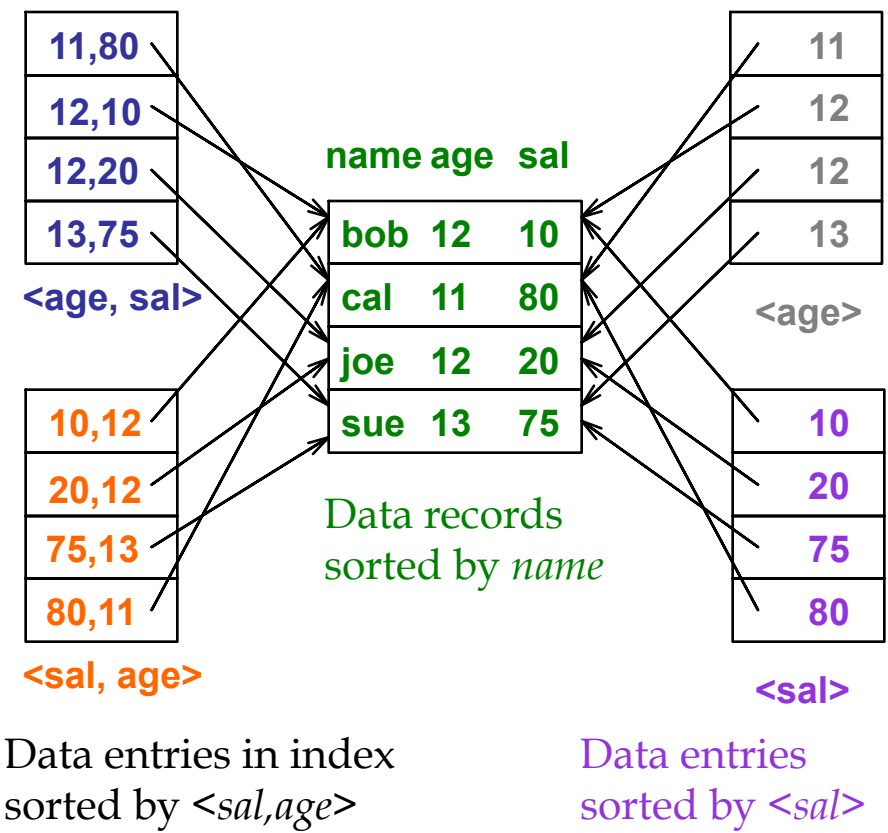 11,80
12,10
12,20
13,75
<age, sal>
10,12
20,12
75,13
80,11
<sal, age>
name age sal
bob 12 10
cal 11 80
joe 12 20
sue 13 75
Data records
sorted by name
11
12
12
13
<age>
10
20
75
80
<sal>
Data entries in index
sorted by <sal,age>
Data entries
sorted by <sal>